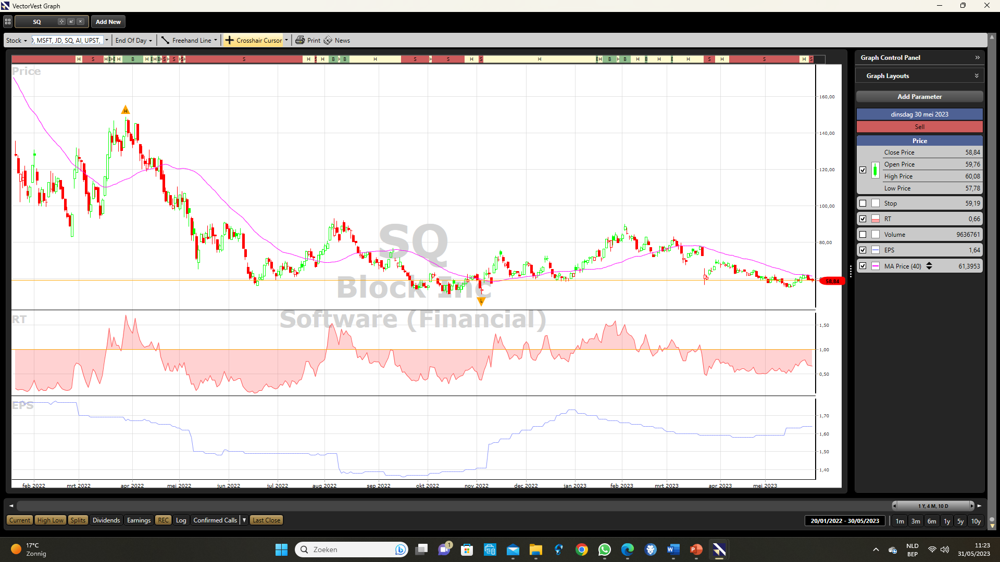 VectorVest Graph
SQ
Add New
Stock
), MSFT, JD, SQ, AI, UPST,
End Of Day
Freehand Line
Crosshair Cursor
Print
News
H S H H B H H B H S H S H S H S H B H B H S H S H S H S H B H B H B H H S H S H S
Price
H
SQ
Block Inc
Software (Financial)
L
160,00
140,00
120,00
100,00
80,00
58,84
RT
1,50
1,00
0,50
EPS
1,70
1,60
1,50
1,40
feb 2022 mrt 2022 apr 2022 mei 2022 jun 2022 jul 2022 aug 2022 sep 2022 okt 2022 nov 2022 dec 2022 jan 2023 feb 2023 mrt 2023 apr 2023 mei 2023
Graph Control Panel
Graph Layouts
Add Parameter
dinsdag 30 mei 2023
Sell
Price
Close Price 58,84
Open Price 59,76
High Price 60,08
Low Price 57,78
Stop 59,19
RT 0,66
Volume 9636761
EPS 1,64
MA Price (40) 61,3953
1 Y, 4 M, 10 D
Current High Low Splits Dividends Earnings REC Log Confirmed Calls Last Close
20/01/2022 - 30/05/2023 1m 3m 6m 1y 5y 10y
17°C
Zonnig
Zoeken
1
NLD
BEP
11:23
31/05/2023